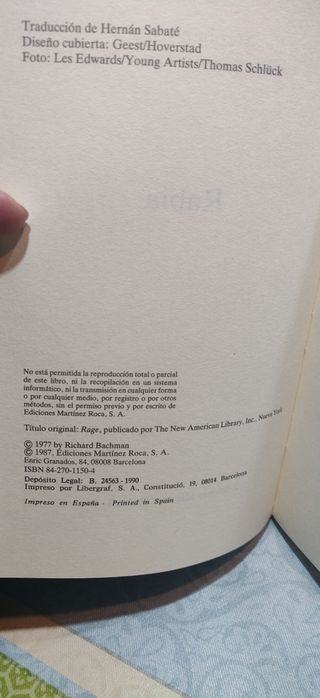 Traducción de Hernán Sabaté
Diseño cubierta: Geest/Hoverstad
Foto: Les Edwards/Young Artists/Thomas Schlück
Rabia
No está permitida la reproducción total o parcial
de este libro, ni la recopilación en un sistema
informático, ni la transmisión en cualquier forma
o por cualquier medio, por registro o por otros
métodos, sin el permiso previo y por escrito de
Ediciones Martínez Roca, S. A.
Título original: Rage, publicado por The New American Library, Inc., Nueva York
© 1977 by Richard Bachman
© 1987, Ediciones Martínez Roca, S. A.
Enric Granados, 84, 08008 Barcelona
ISBN 84-270-1150-4
Depósito Legal: B. 24563 - 1990
Impreso por Libergraf, S. A., Constitució, 19, 08014 Barcelona
Impreso en España - Printed in Spain